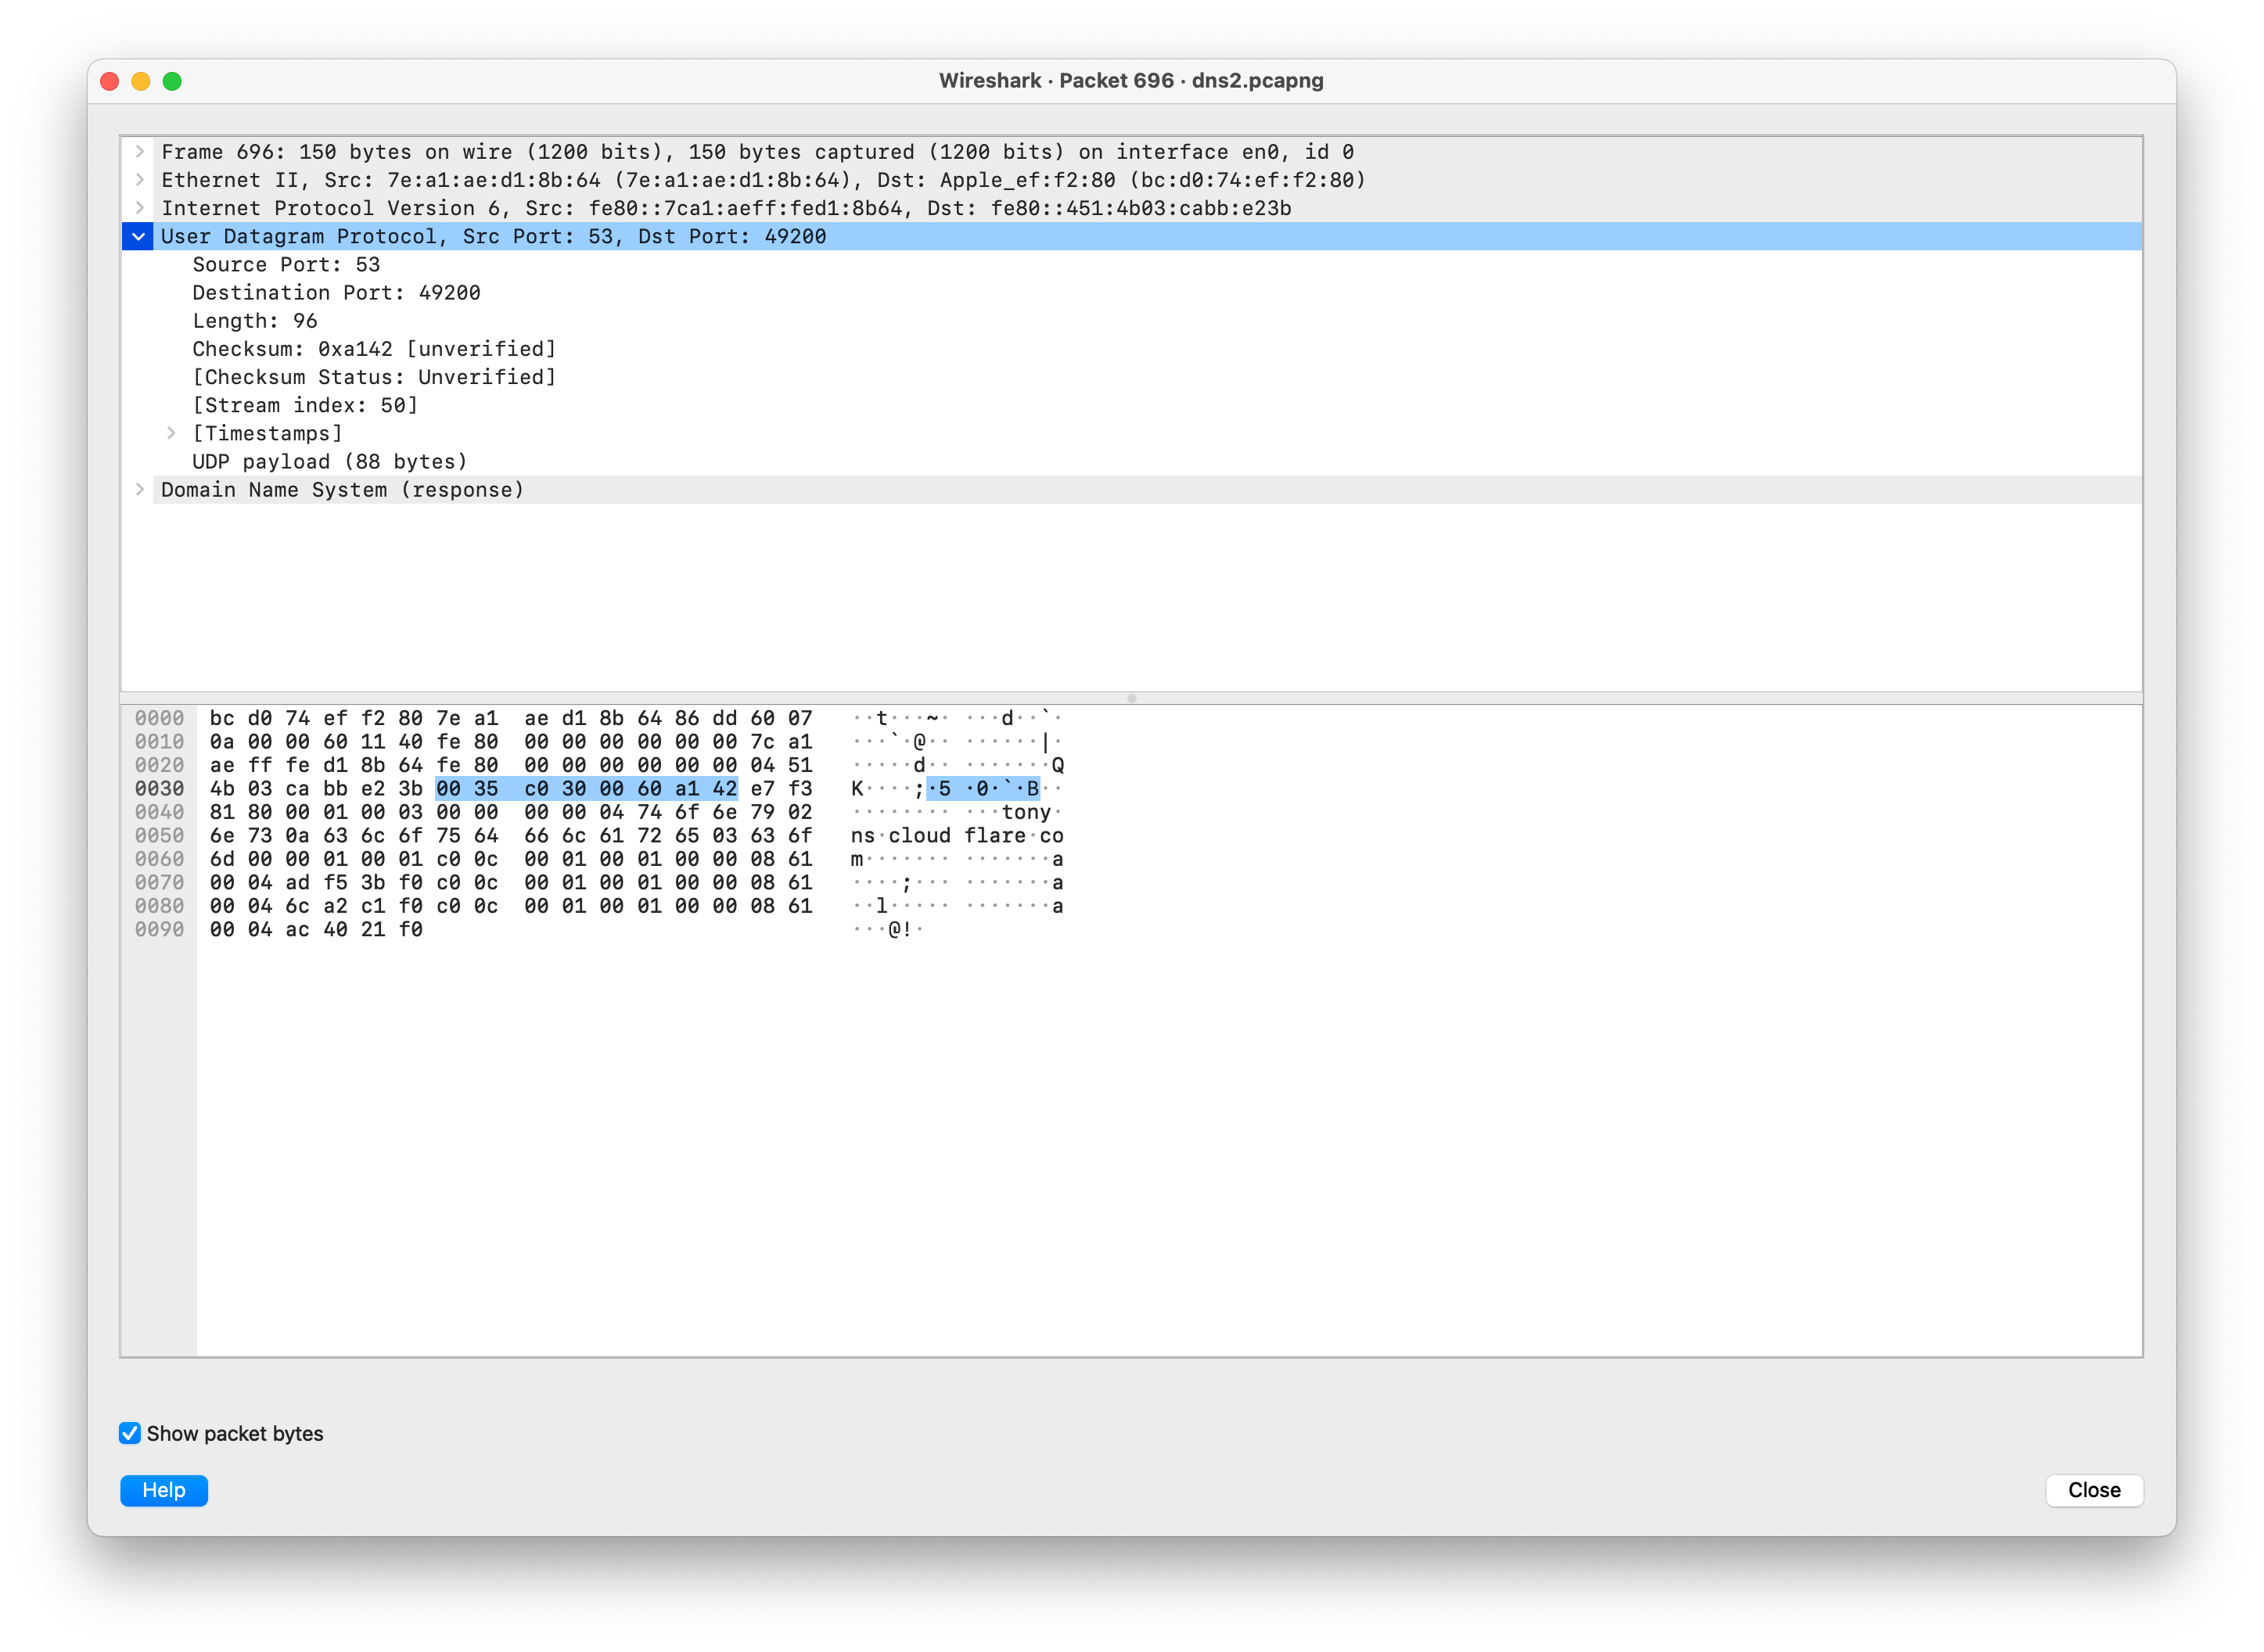 Wireshark · Packet 696 · dns2.pcapng
Frame 696: 150 bytes on wire (1200 bits), 150 bytes captured (1200 bits) on interface en0, id 0
Ethernet II, Src: 7e:a1:ae:d1:8b:64 (7e:a1:ae:d1:8b:64), Dst: Apple_ef:f2:80 (bc:d0:74:ef:f2:80)
Internet Protocol Version 6, Src: fe80::7ca1:aeff:fed1:8b64, Dst: fe80::451:4b03:cabb:e23b
User Datagram Protocol, Src Port: 53, Dst Port: 49200
Source Port: 53
Destination Port: 49200
Length: 96
Checksum: 0xa142 [unverified]
[Checksum Status: Unverified]
[Stream index: 50]
[Timestamps]
UDP payload (88 bytes)
Domain Name System (response)
0000 bc d0 74 ef f2 80 7e a1 ae d1 8b 64 86 dd 60 07 ··t···~· ···d··`·
0010 0a 00 00 60 11 40 fe 80 00 00 00 00 00 00 7c a1 ···`·@·· ······|·
0020 ae ff fe d1 8b 64 fe 80 00 00 00 00 00 00 04 51 ·····d·· ·······Q
0030 4b 03 ca bb e2 3b 00 35 c0 30 00 60 a1 42 e7 f3 K····;·5 ·0·`·B··
0040 81 80 00 01 00 03 00 00 00 00 04 74 6f 6e 79 02 ········ ···tony·
0050 6e 73 0a 63 6c 6f 75 64 66 6c 61 72 65 03 63 6f ns·cloud flare·co
0060 6d 00 00 01 00 01 c0 0c 00 01 00 01 00 00 08 61 m······· ·······a
0070 00 04 ad f5 3b f0 c0 0c 00 01 00 01 00 00 08 61 ····;··· ·······a
0080 00 04 6c a2 c1 f0 c0 0c 00 01 00 01 00 00 08 61 ··l····· ·······a
0090 00 04 ac 40 21 f0 ···@!·
Show packet bytes
Help
Close